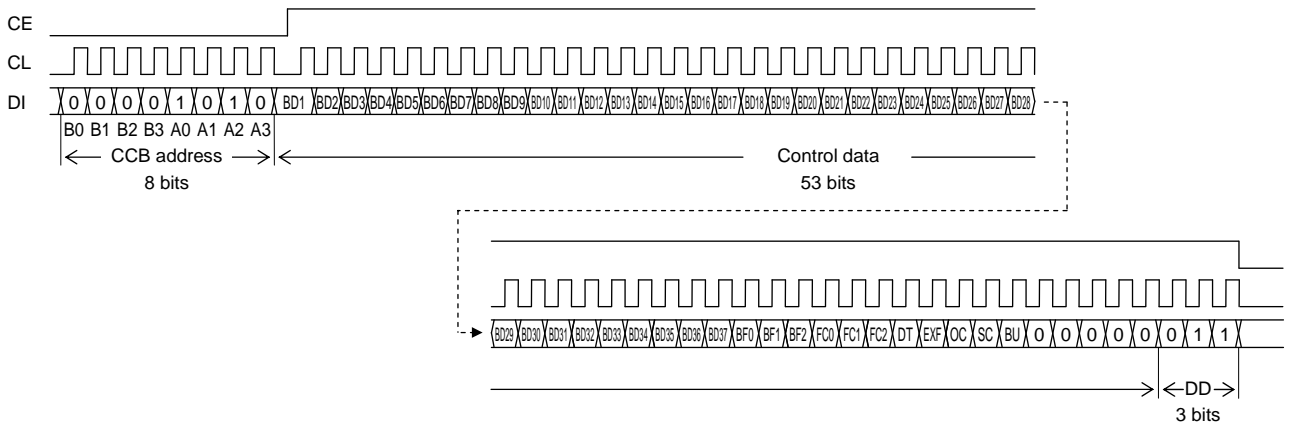 CE
CL
DI 0 0 0 0 1 0 1 0 BD1 BD2 BD3 BD4 BD5 BD6 BD7 BD8 BD9 BD10 BD11 BD12 BD13 BD14 BD15 BD16 BD17 BD18 BD19 BD20 BD21 BD22 BD23 BD24 BD25 BD26 BD27 BD28
B0 B1 B2 B3 A0 A1 A2 A3
CCB address Control data
8 bits 53 bits
BD29 BD30 BD31 BD32 BD33 BD34 BD35 BD36 BD37 BF0 BF1 BF2 FC0 FC1 FC2 DT EXF OC SC BU 0 0 0 0 0 0 1 1
DD
3 bits